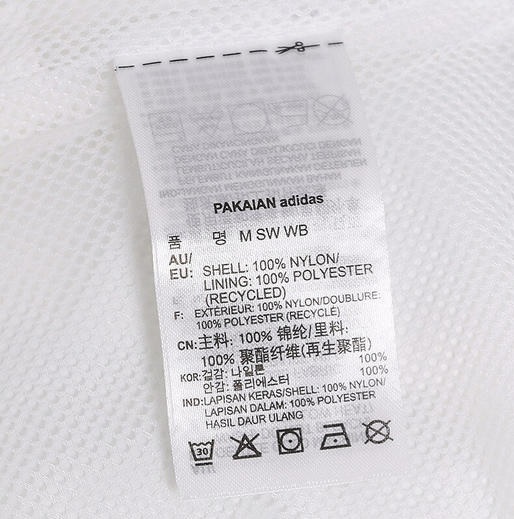 PAKAIAN adidas
품 명 M SW WB
AU/
EU: SHELL: 100% NYLON/
LINING: 100% POLYESTER
(RECYCLED)
F: EXTÉRIEUR: 100% NYLON/DOUBLURE:
100% POLYESTER (RECYCLÉ)
CN: 主料: 100% 锦纶/里料:
100% 聚酯纤维(再生聚酯)
KOR: 겉감: 나일론 100%
안감: 폴리에스터 100%
IND: LAPISAN KERAS/SHELL: 100% NYLON/
LAPISAN DALAM: 100% POLYESTER
HASIL DAUR ULANG
30